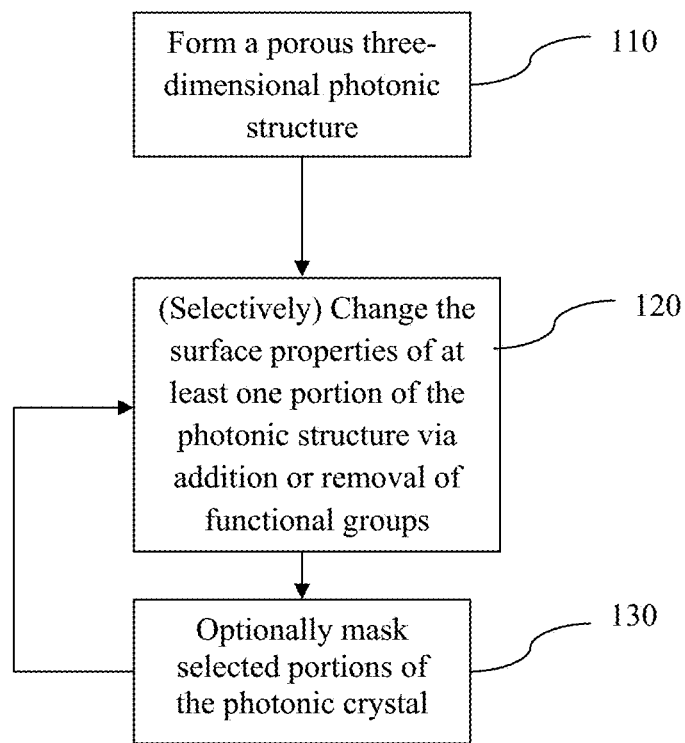 Form a porous three-
dimensional photonic
structure
110
(Selectively) Change the
surface properties of at
least one portion of the
photonic structure via
addition or removal of
functional groups
120
Optionally mask
selected portions of
the photonic crystal
130